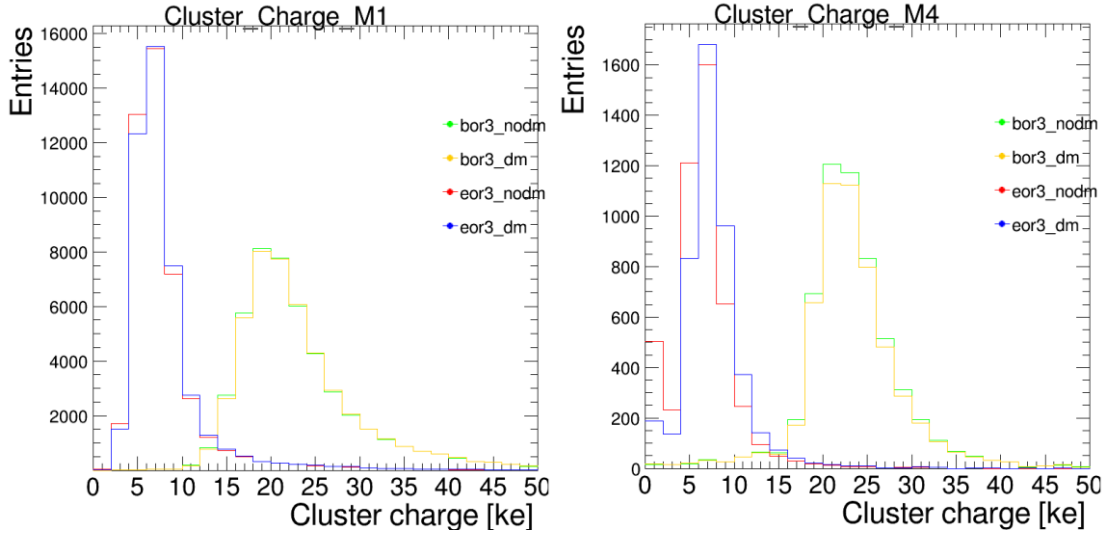 Cluster_Charge_M1
Entries
16000
14000
12000
10000
8000
6000
4000
2000
0 5 10 15 20 25 30 35 40 45 50
Cluster charge [ke]
bor3_nodm
bor3_dm
eor3_nodm
eor3_dm
Cluster_Charge_M4
Entries
1600
1400
1200
1000
800
600
400
200
0
0 5 10 15 20 25 30 35 40 45 50
Cluster charge [ke]
bor3_nodm
bor3_dm
eor3_nodm
eor3_dm